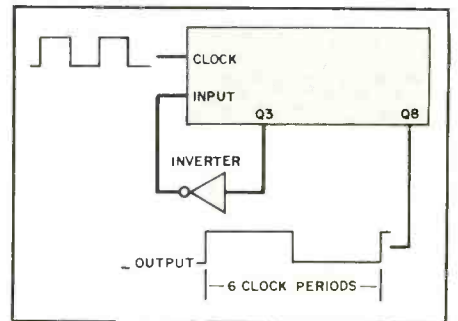 CLOCK
INPUT
Q3 Q8
INVERTER
OUTPUT
6 CLOCK PERIODS